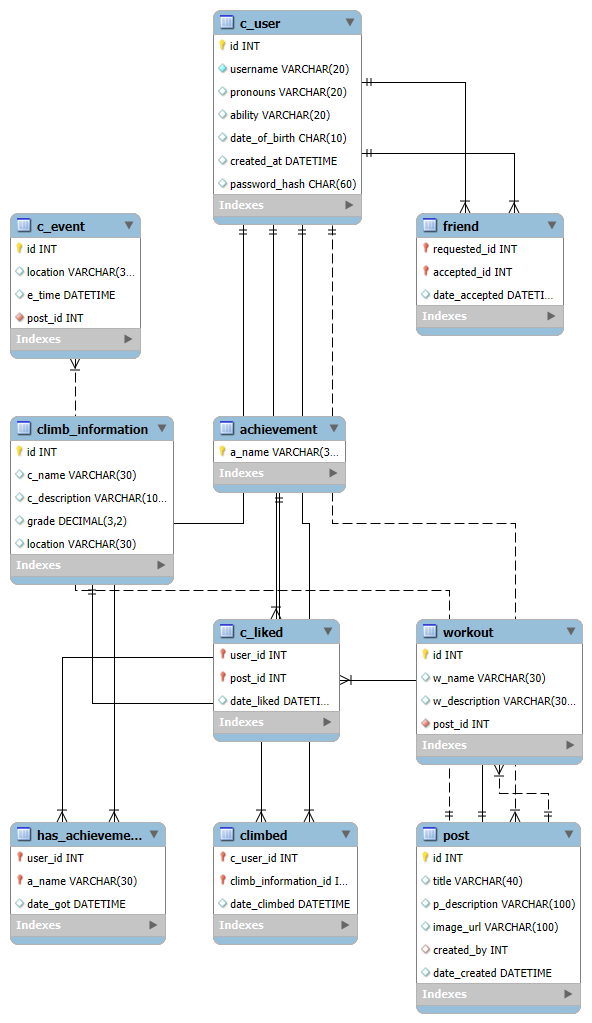 c_user
id INT
username VARCHAR(20)
pronouns VARCHAR(20)
ability VARCHAR(20)
date_of_birth CHAR(10)
created_at DATETIME
password_hash CHAR(60)
Indexes
c_event
id INT
location VARCHAR(3...
e_time DATETIME
post_id INT
Indexes
friend
requested_id INT
accepted_id INT
date_accepted DATETI...
Indexes
climb_information
id INT
c_name VARCHAR(30)
c_description VARCHAR(10...
grade DECIMAL(3,2)
location VARCHAR(30)
Indexes
achievement
a_name VARCHAR(3...
Indexes
c_liked
user_id INT
post_id INT
date_liked DATETI...
Indexes
workout
id INT
w_name VARCHAR(30)
w_description VARCHAR(30...
post_id INT
Indexes
has_achieveme...
user_id INT
a_name VARCHAR(30)
date_got DATETIME
Indexes
climbed
c_user_id INT
climb_information_id I...
date_climbed DATETIME
Indexes
post
id INT
title VARCHAR(40)
p_description VARCHAR(100)
image_url VARCHAR(100)
created_by INT
date_created DATETIME
Indexes